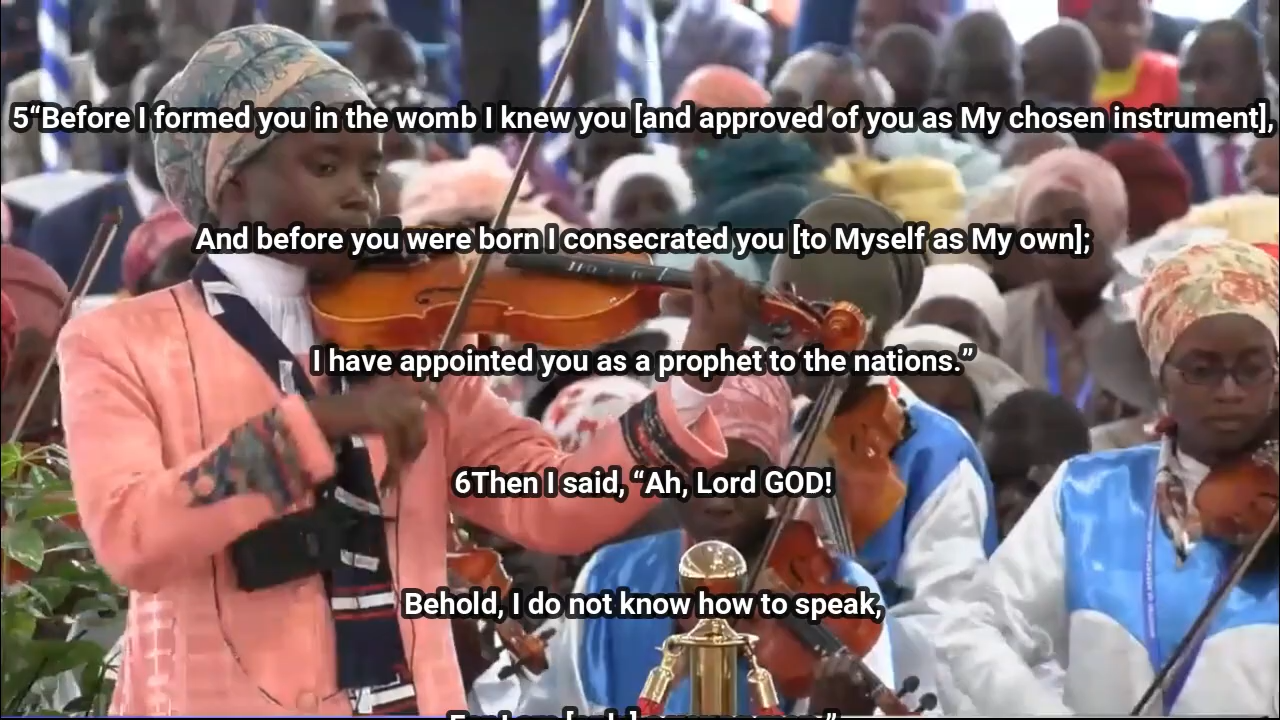 5“Before I formed you in the womb I knew you [and approved of you as My chosen instrument],
And before you were born I consecrated you [to Myself as My own];
I have appointed you as a prophet to the nations.”
6Then I said, “Ah, Lord GOD!
Behold, I do not know how to speak,